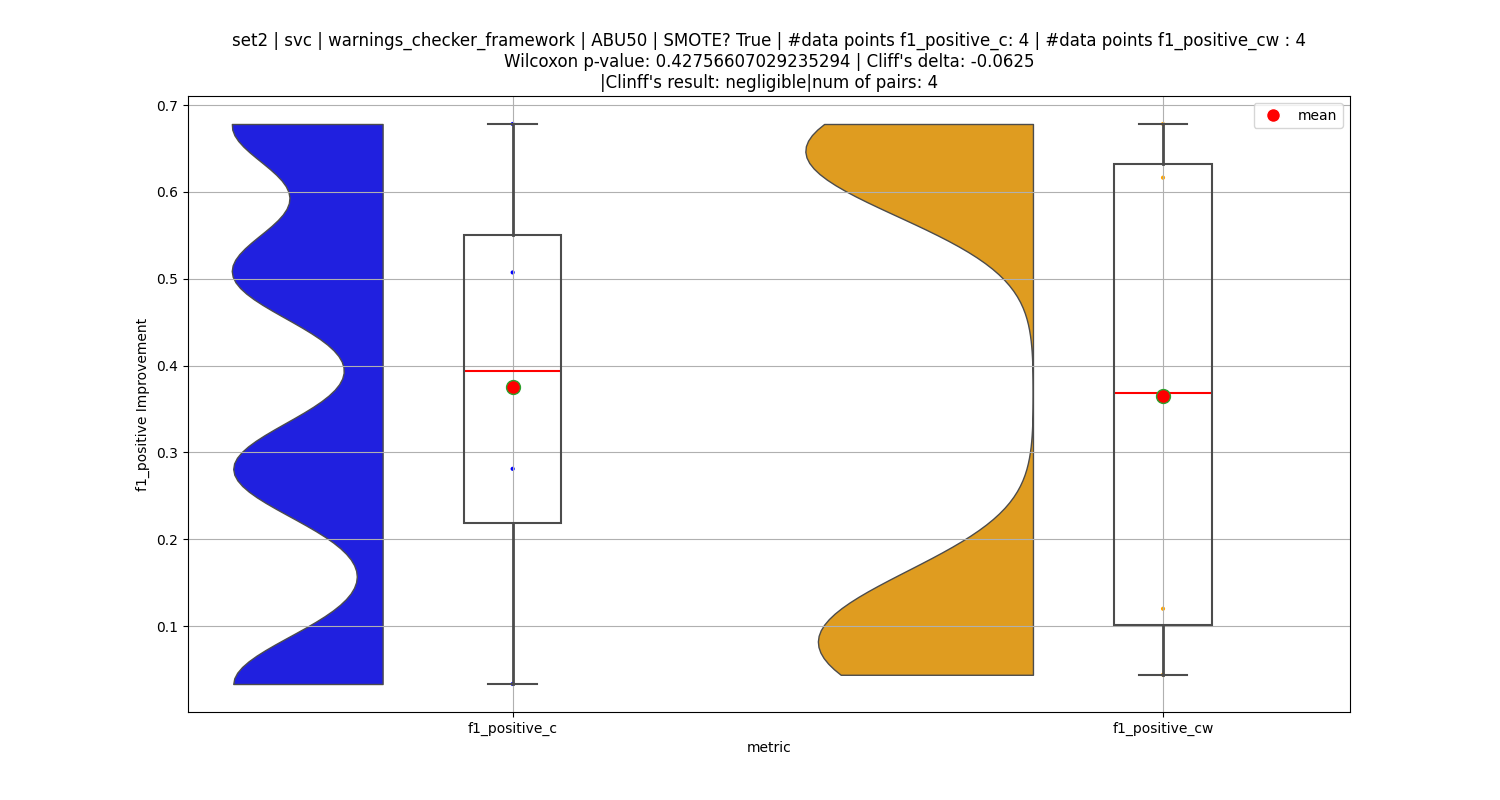 set2 | svc | warnings_checker_framework | ABU50 | SMOTE? True | #data points f1_positive_c: 4 | #data points f1_positive_cw : 4
Wilcoxon p-value: 0.42756607029235294 | Cliff's delta: -0.0625
|Clinff's result: negligible|num of pairs: 4
mean
0.7
0.6
0.5
0.4
0.3
0.2
0.1
f1_positive Improvement
f1_positive_c
f1_positive_cw
metric